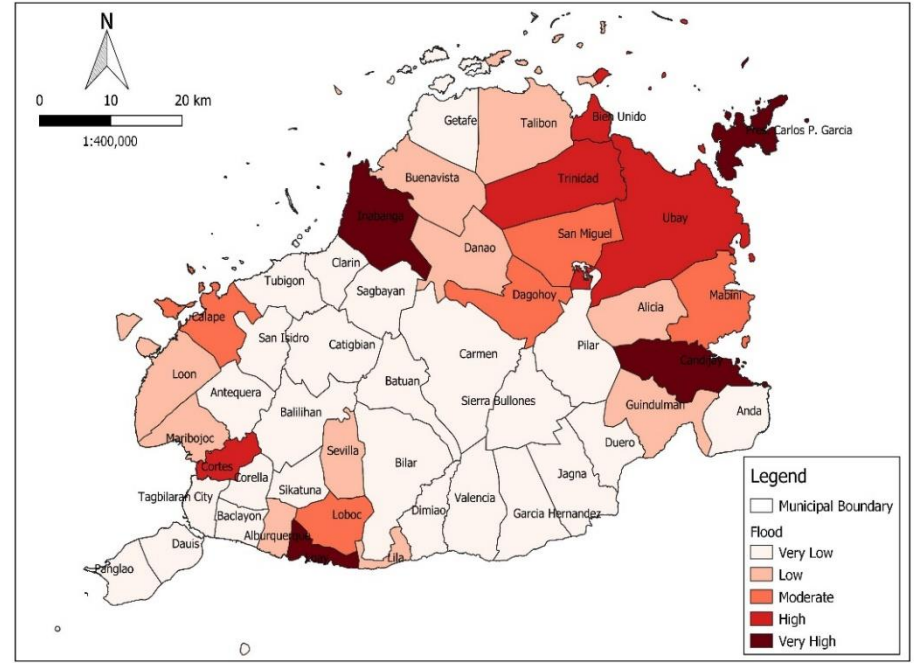 N
0 10 20 km
1:400,000
Getafe
Talibon
Bien Unido
Carlos P. Garcia
Buenavista
Trinidad
Inabanga
Ubay
San Miguel
Danao
Clarin
Tubigon
Sagbayan
Dagohoy
Mabini
Alicia
Calape
San Isidro
Catigbian
Carmen
Pilar
Candijay
Loon
Batuan
Antequera
Sierra Bullones
Guindulman
Anda
Balilihan
Maribojoc
Duero
Sevilla
Bilar
Cortes
Corella
Jagna
Sikatuna
Tagbilaran City
Valencia
Dimiao
Garcia Hernandez
Baclayon
Loboc
Alburquerque
Dauis
Lila
Panglao
Legend
Municipal Boundary
Flood
Very Low
Low
Moderate
High
Very High